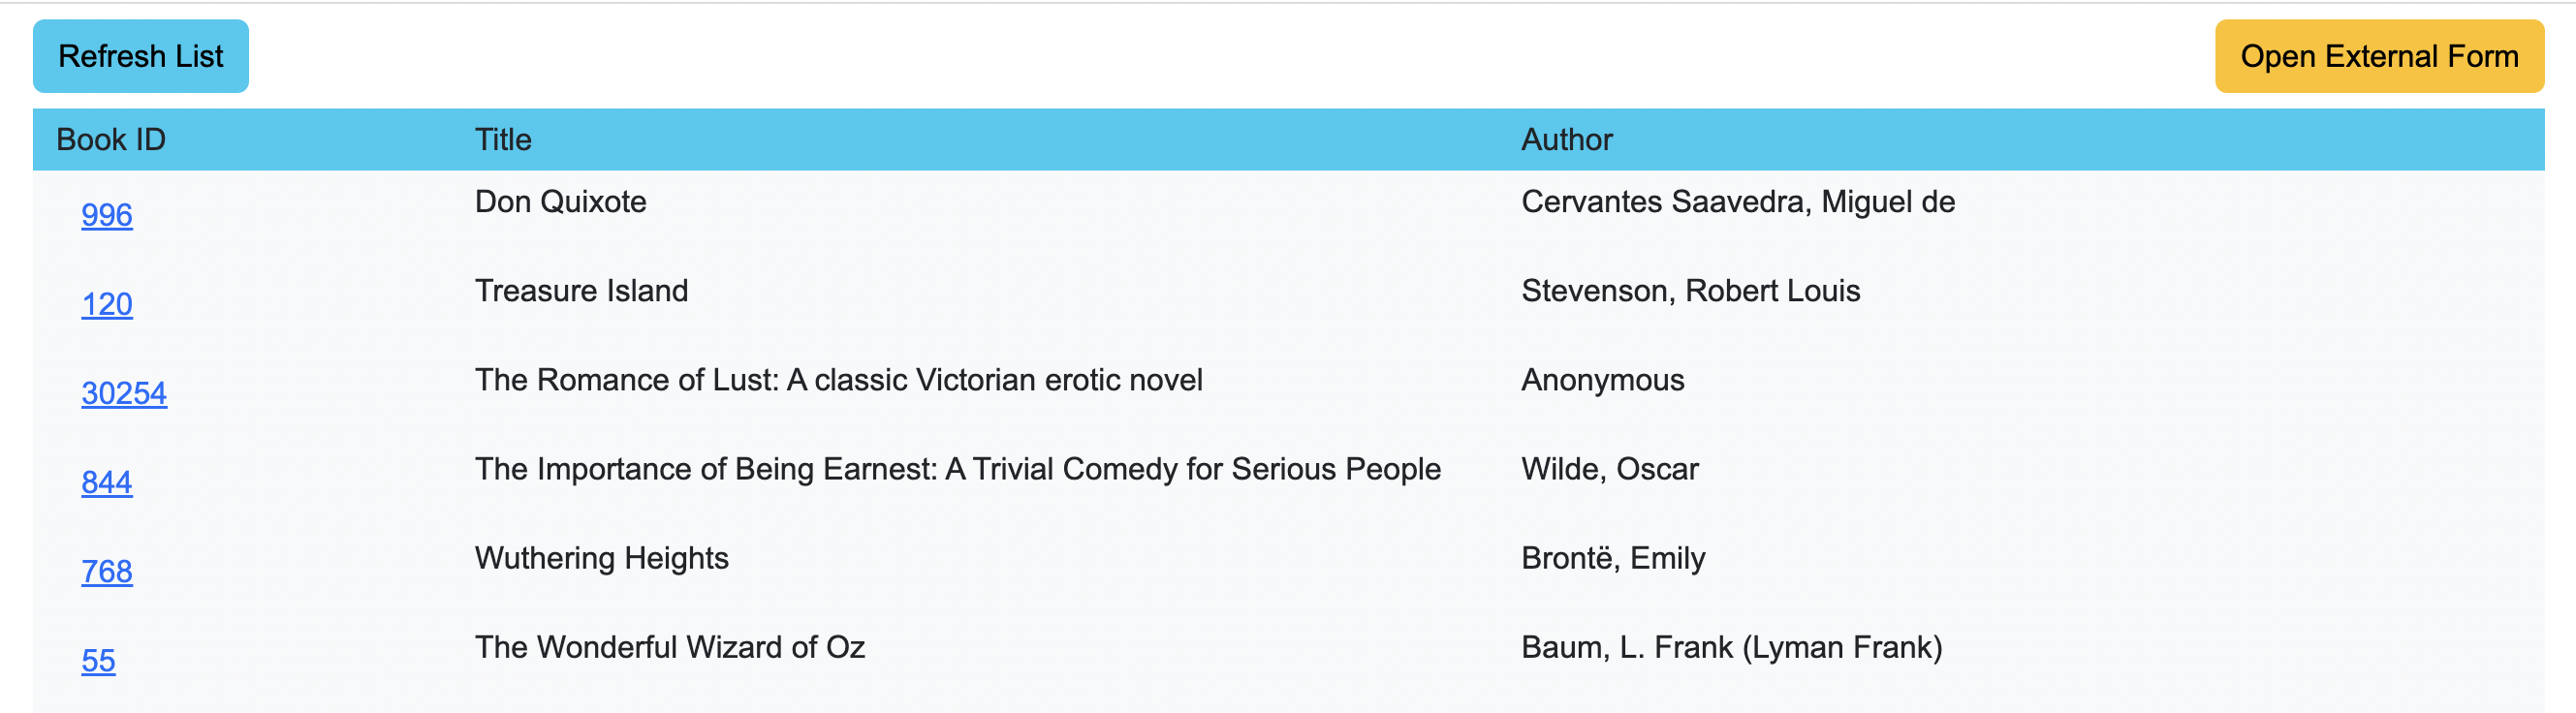 Refresh List Open External Form
Book ID Title Author
996 Don Quixote Cervantes Saavedra, Miguel de
120 Treasure Island Stevenson, Robert Louis
30254 The Romance of Lust: A classic Victorian erotic novel Anonymous
844 The Importance of Being Earnest: A Trivial Comedy for Serious People Wilde, Oscar
768 Wuthering Heights Brontë, Emily
55 The Wonderful Wizard of Oz Baum, L. Frank (Lyman Frank)